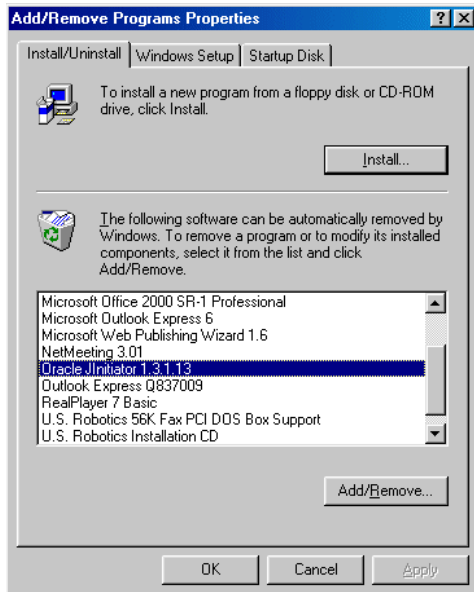 Add/Remove Programs Properties
Install/Uninstall
Windows Setup
Startup Disk
To install a new program from a floppy disk or CD-ROM
drive, click Install.
Install...
The following software can be automatically removed by
Windows. To remove a program or to modify its installed
components, select it from the list and click
Add/Remove.
Microsoft Office 2000 SR-1 Professional
Microsoft Outlook Express 6
Microsoft Web Publishing Wizard 1.6
NetMeeting 3.01
Oracle JInitiator 1.3.1.13
Outlook Express Q837009
RealPlayer 7 Basic
U.S. Robotics 56K Fax PCI DOS Box Support
U.S. Robotics Installation CD
Add/Remove...
OK
Cancel
Apply